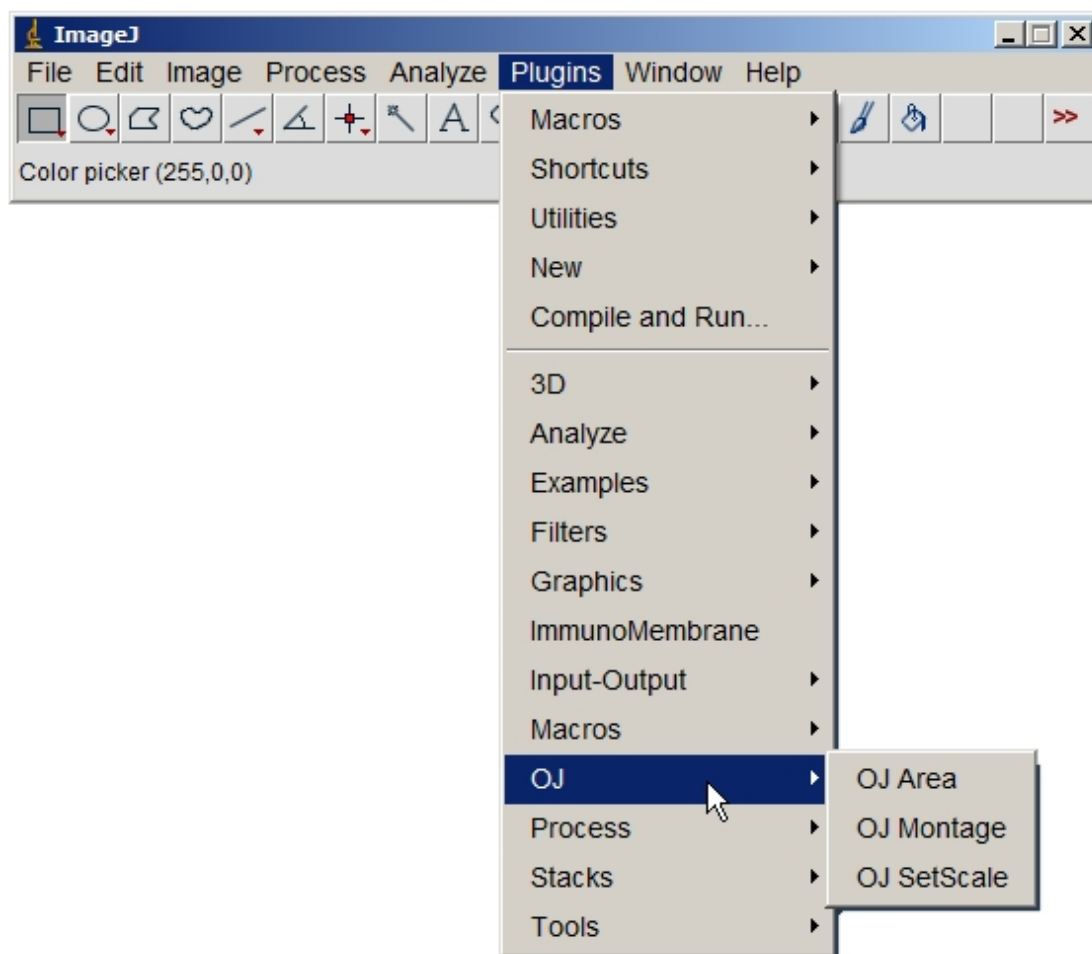 ImageJ
File Edit Image Process Analyze Plugins Window Help
A >>
Color picker (255,0,0)
Macros
Shortcuts
Utilities
New
Compile and Run...
3D
Analyze
Examples
Filters
Graphics
ImmunoMembrane
Input-Output
Macros
OJ
OJ Area
Process
OJ Montage
Stacks
OJ SetScale
Tools